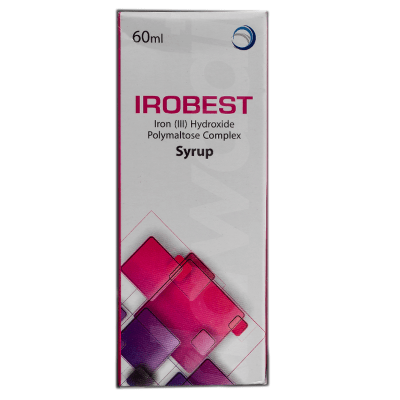 60ml
IROBEST
Iron (III) Hydroxide
Polymaltose Complex
Syrup